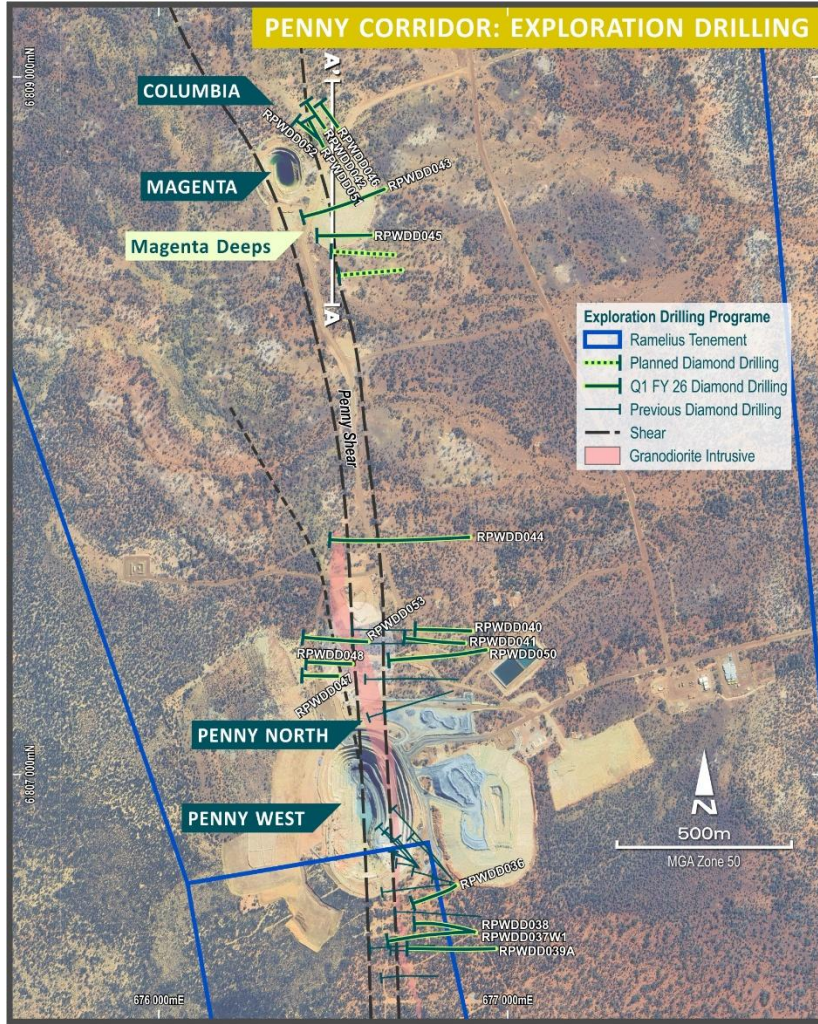 PENNY CORRIDOR: EXPLORATION DRILLING
6 809 000mN
A'
COLUMBIA
RPWDD052
RPWDD046
RPWDD042
RPWDD051
MAGENTA
RPWDD043
Magenta Deeps
RPWDD045
A
Exploration Drilling Programe
Ramelius Tenement
Planned Diamond Drilling
Q1 FY 26 Diamond Drilling
Previous Diamond Drilling
Shear
Granodiorite Intrusive
Penny Shear
RPWDD044
RPWDD053
RPWDD040
RPWDD041
RPWDD050
RPWDD048
RPWDD047
PENNY NORTH
6 807 000mN
PENNY WEST
N
500m
MGA Zone 50
RPWDD036
RPWDD038
RPWDD037W1
RPWDD039A
676 000mE
677 000mE